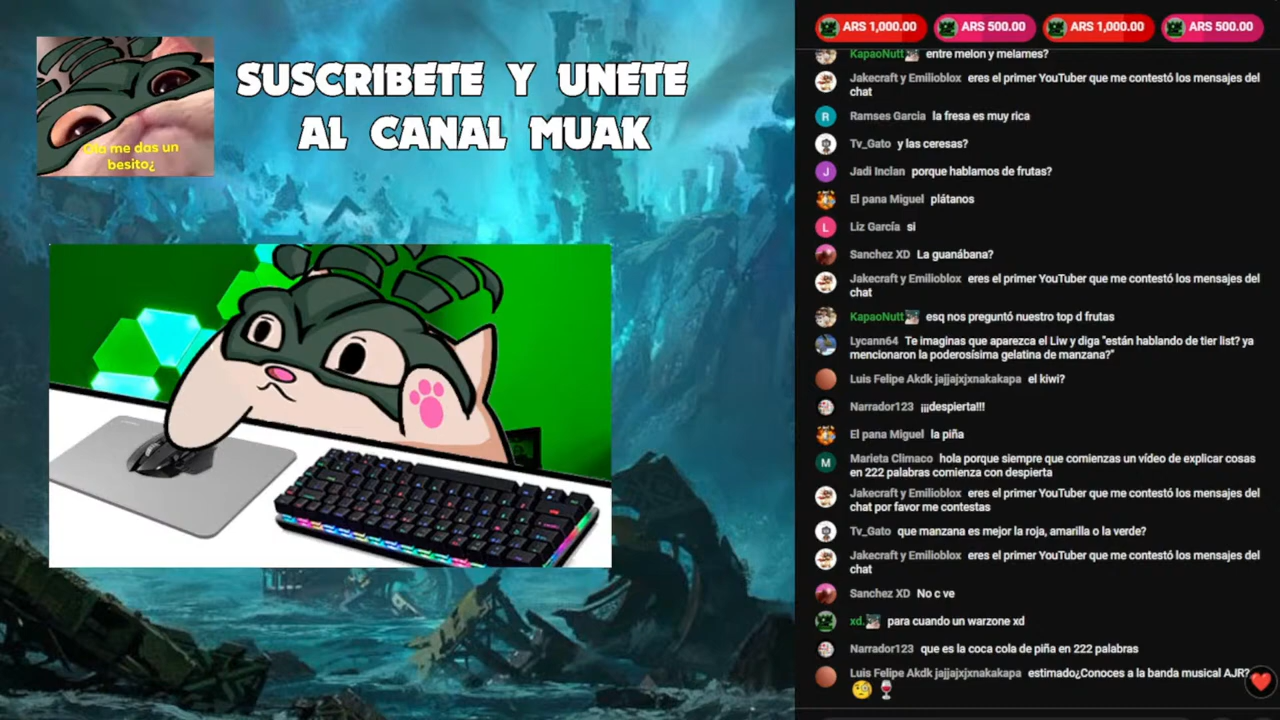 SUSCRIBETE Y UNETE
AL CANAL MUAK
me das un
besito¿
ARS 1,000.00
ARS 500.00
ARS 1,000.00
ARS 500.00
KapaoNutt entre melon y melames?
Jakecraft y Emilioblox eres el primer YouTuber que me contestó los mensajes del
chat
R Ramses Garcia la fresa es muy rica
Tv_Gato y las ceresas?
J Jadi Inclan porque hablamos de frutas?
El pana Miguel plátanos
L Liz García si
Sanchez XD La guanábana?
Jakecraft y Emilioblox eres el primer YouTuber que me contestó los mensajes del
chat
KapaoNutt esq nos preguntó nuestro top d frutas
Lycann64 Te imaginas que aparezca el Liw y diga "están hablando de tier list? ya
mencionaron la poderosísima gelatina de manzana?"
Luis Felipe Akdk jajjajxjxnakakapa el kiwi?
Narrador123 ¡¡¡despierta!!!
El pana Miguel la piña
M Marieta Climaco hola porque siempre que comienzas un vídeo de explicar cosas
en 222 palabras comienza con despierta
Jakecraft y Emilioblox eres el primer YouTuber que me contestó los mensajes del
chat por favor me contestas
Tv_Gato que manzana es mejor la roja, amarilla o la verde?
Jakecraft y Emilioblox eres el primer YouTuber que me contestó los mensajes del
chat
Sanchez XD No c ve
xd. para cuando un warzone xd
Narrador123 que es la coca cola de piña en 222 palabras
Luis Felipe Akdk jajjajxjxnakakapa estimado¿Conoces a la banda musical AJR?